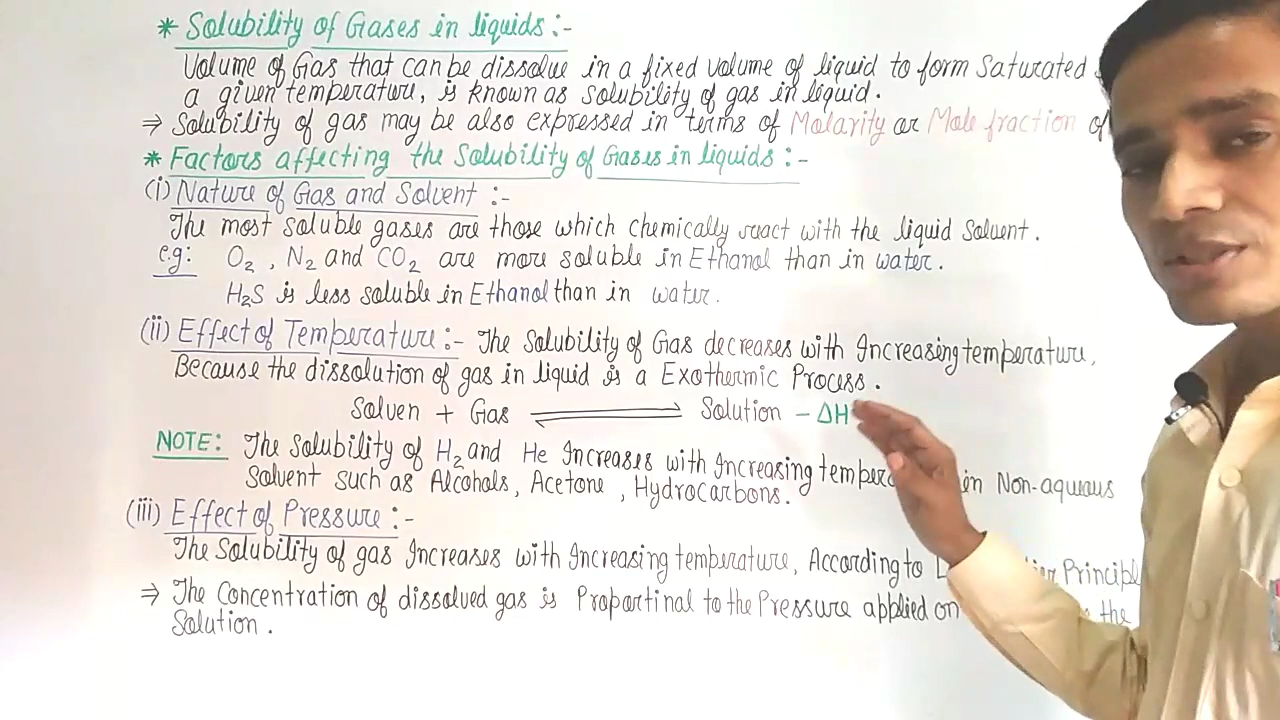 * Solubility of Gases in liquids :-
Volume of Gas that can be dissolve in a fixed volume of liquid to form Saturated
a given temperature, is known as solubility of gas in liquid.
⇒ Solubility of gas may be also expressed in terms of Molarity or Mole fraction of
* Factors affecting the Solubility of Gases in liquids :-
(i) Nature of Gas and Solvent :-
The most soluble gases are those which chemically react with the liquid Solvent.
e.g: O₂, N₂ and CO₂ are more soluble in Ethanol than in water.
H₂S is less soluble in Ethanol than in water.
(ii) Effect of Temperature :- The Solubility of Gas decreases with Increasing temperature,
Because the dissolution of gas in liquid is a Exothermic Process.
Solven + Gas ⇌ Solution - ΔH
NOTE: The Solubility of H₂ and He Increases with Increasing in Non-aqueous
Solvent such as Alcohols, Acetone, Hydrocarbons.
(iii) Effect of Pressure :-
The Solubility of gas Increases with Increasing temperature, According to Principl
⇒ The Concentration of dissolved gas is Proportinal to the Pressure applied on the
Solution.